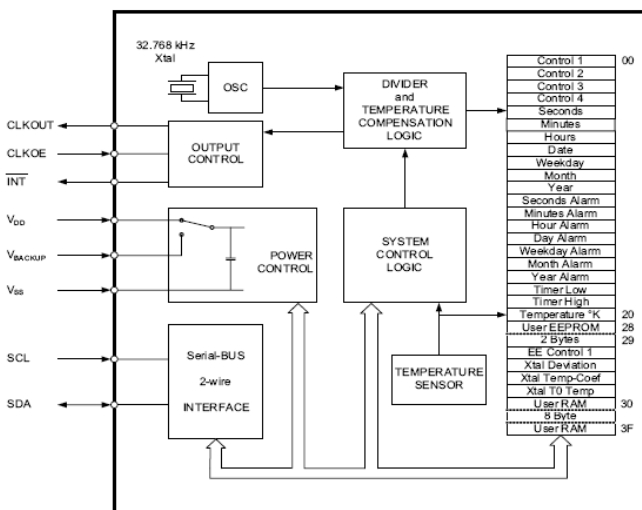 32.768 kHz
Xtal
OSC
DIVIDER
and
TEMPERATURE
COMPENSATION
LOGIC
CLKOUT
CLKOE
INT
OUTPUT
CONTROL
VDD
VBACKUP
VSS
POWER
CONTROL
SYSTEM
CONTROL
LOGIC
SCL
SDA
Serial-BUS
2-wire
INTERFACE
TEMPERATURE
SENSOR
Control 1 00
Control 2
Control 3
Control 4
Seconds
Minutes
Hours
Date
Weekday
Month
Year
Seconds Alarm
Minutes Alarm
Hour Alarm
Day Alarm
Weekday Alarm
Month Alarm
Year Alarm
Timer Low
Timer High
Temperature °K 20
User EEPROM 28
2 Bytes 29
EE Control 1
Xtal Deviation
Xtal Temp-Coef
Xtal T0 Temp
User RAM 30
8 Byte
User RAM 3F